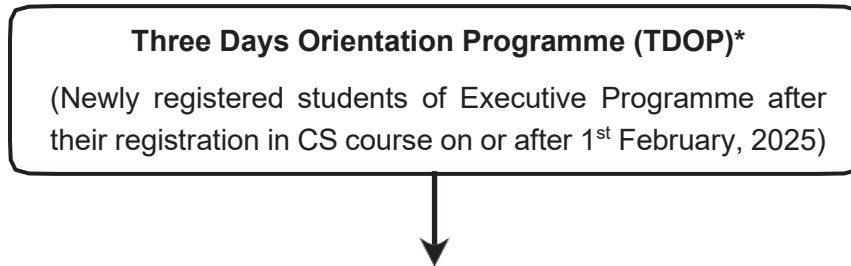 Three Days Orientation Programme (TDOP)*
(Newly registered students of Executive Programme after
their registration in CS course on or after 1st February, 2025)